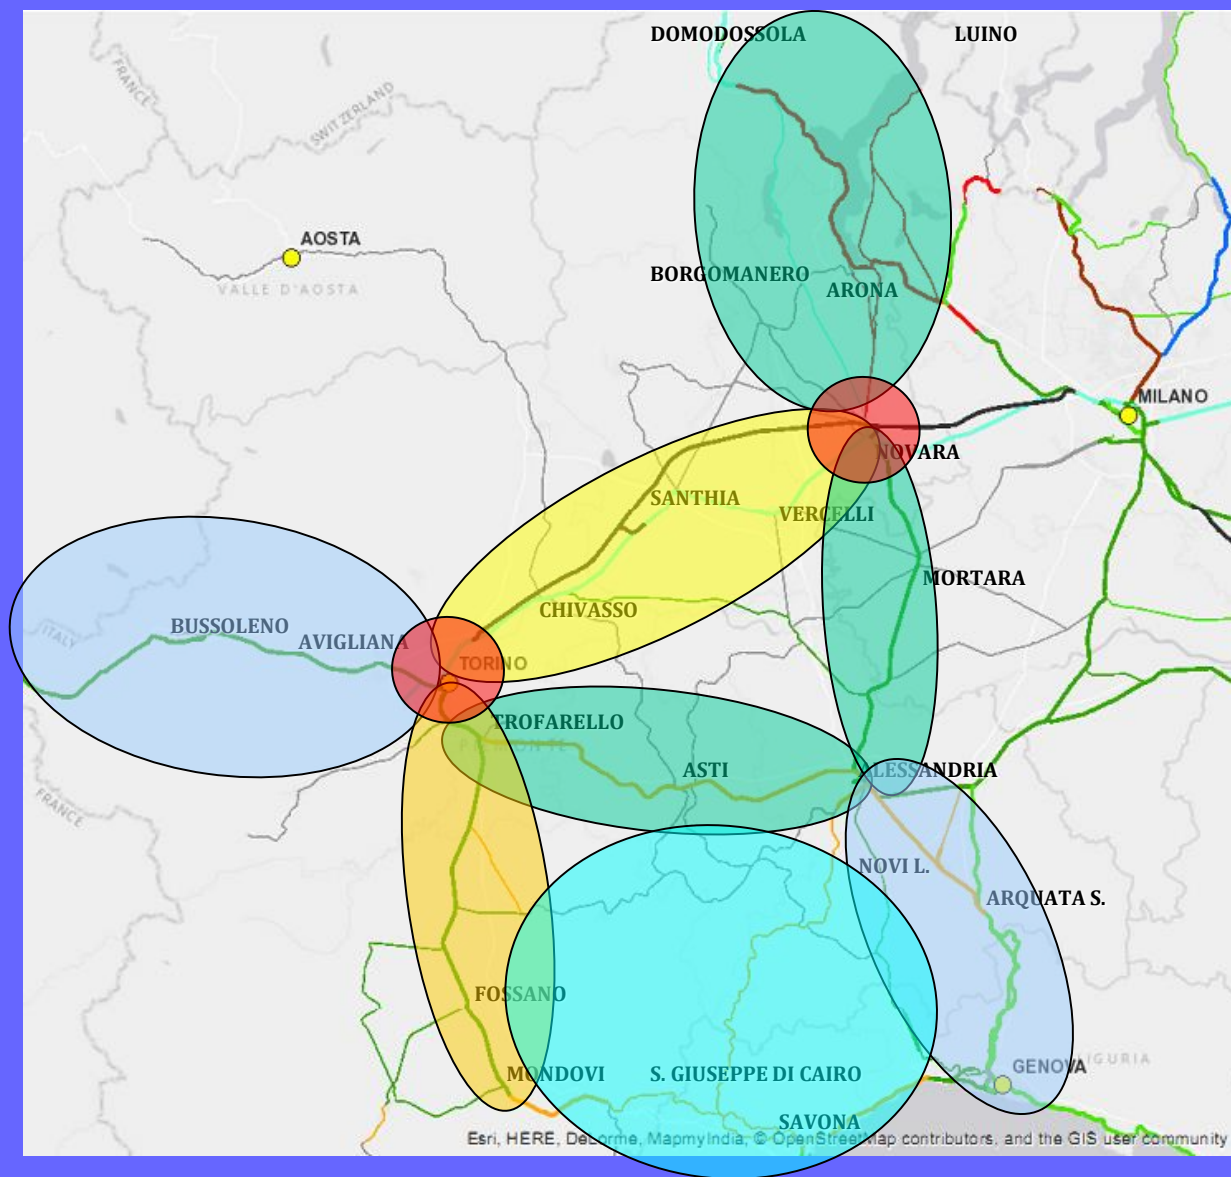 DOMODOSSOLA
LUINO
FRANCE
SWITZERLAND
AOSTA
VALLE D'AOSTA
BORGOMANERO
ARONA
MILANO
NOVARA
SANTHIA
VERCELLI
MORTARA
CHIVASSO
BUSSOLENO
ITALY
AVIGLIANA
TORINO
TROFARELLO
PIEMONTE
ASTI
ALESSANDRIA
FRANCE
NOVI L.
ARQUATA S.
FOSSANO
GENOVA
LIGURIA
MONDOVI
S. GIUSEPPE DI CAIRO
SAVONA
Esri, HERE, DeLorme, MapmyIndia, © OpenStreetMap contributors, and the GIS user community